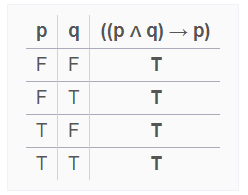 p q ((p ∧ q) → p)
F F T
F T T
T F T
T T T